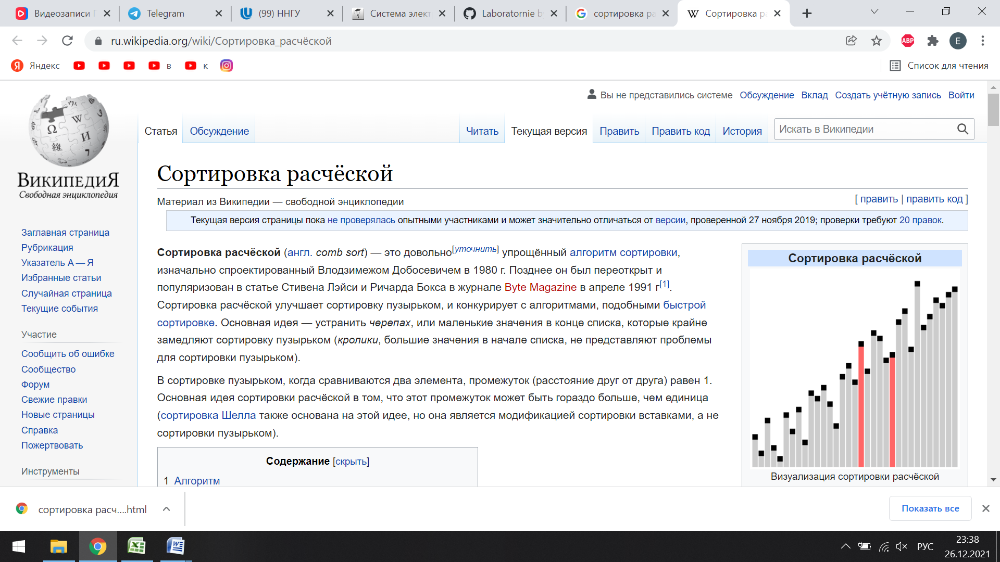 Видеозаписи
Telegram
(99) ННГУ
Система элект
Laboratornie b
сортировка ра
Сортировка ра
ru.wikipedia.org/wiki/Сортировка_расчёской
ABP
E
Яндекс
в
к
Список для чтения
Вы не представились системе Обсуждение Вклад Создать учётную запись Войти
Статья Обсуждение Читать Текущая версия Править Править код История Искать в Википедии
ВикипедиЯ
Свободная энциклопедия
Заглавная страница
Рубрикация
Указатель А — Я
Избранные статьи
Случайная страница
Текущие события
Участие
Сообщить об ошибке
Сообщество
Форум
Свежие правки
Новые страницы
Справка
Пожертвовать
Инструменты
Сортировка расчёской
Материал из Википедии — свободной энциклопедии
[ править | править код ]
Текущая версия страницы пока не проверялась опытными участниками и может значительно отличаться от версии, проверенной 27 ноября 2019; проверки требуют 20 правок.
Сортировка расчёской (англ. comb sort) — это довольно[уточнить] упрощённый алгоритм сортировки,
изначально спроектированный Влодзимежом Добосевичем в 1980 г. Позднее он был переоткрыт и
популяризован в статье Стивена Лэйси и Ричарда Бокса в журнале Byte Magazine в апреле 1991 г[1].
Сортировка расчёской улучшает сортировку пузырьком, и конкурирует с алгоритмами, подобными быстрой
сортировке. Основная идея — устранить черепах, или маленькие значения в конце списка, которые крайне
замедляют сортировку пузырьком (кролики, большие значения в начале списка, не представляют проблемы
для сортировки пузырьком).
В сортировке пузырьком, когда сравниваются два элемента, промежуток (расстояние друг от друга) равен 1.
Основная идея сортировки расчёской в том, что этот промежуток может быть гораздо больше, чем единица
(сортировка Шелла также основана на этой идее, но она является модификацией сортировки вставками, а не
сортировки пузырьком).
Содержание [скрыть]
1 Алгоритм
Сортировка расчёской
Визуализация сортировки расчёской
сортировка расч....html
Показать все
РУС
23:38
26.12.2021